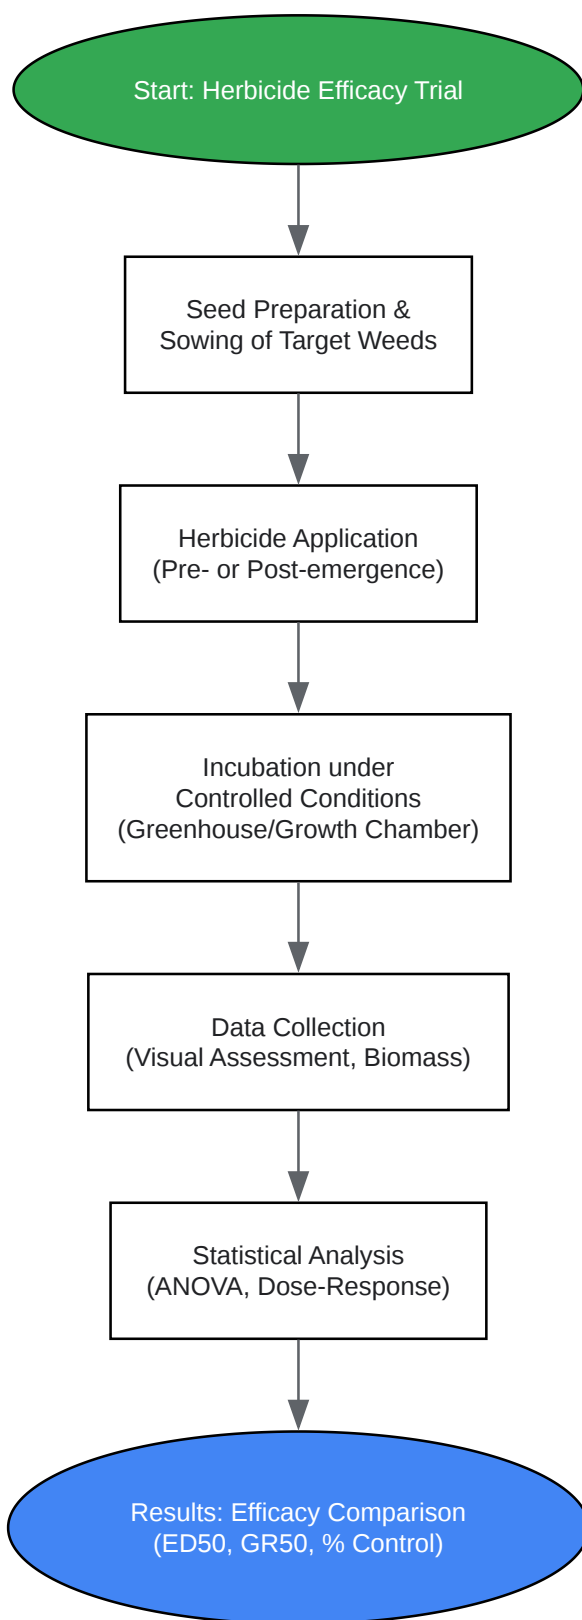 Start: Herbicide Efficacy Trial
Seed Preparation &
Sowing of Target Weeds
Herbicide Application
(Pre- or Post-emergence)
Incubation under
Controlled Conditions
(Greenhouse/Growth Chamber)
Data Collection
(Visual Assessment, Biomass)
Statistical Analysis
(ANOVA, Dose-Response)
Results: Efficacy Comparison
(ED50, GR50, % Control)